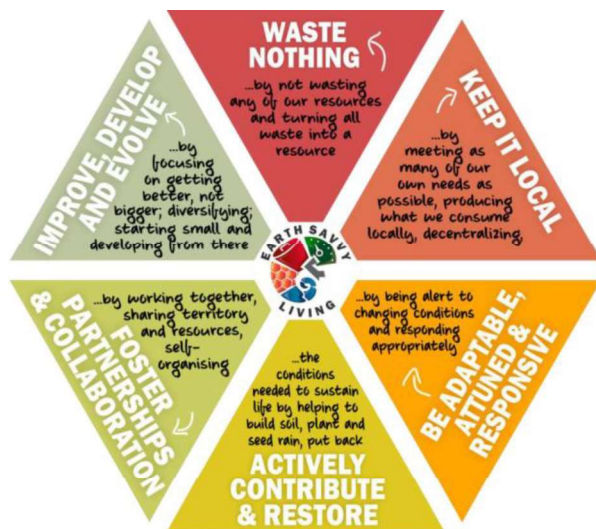 WASTE
NOTHING
...by not wasting
any of our resources
and turning all
waste into a
resource
KEEP IT LOCAL
...by
meeting as
many of our
own needs as
possible, producing
what we consume
locally, decentralizing,
BE ADAPTABLE,
ATTUNED &
RESPONSIVE
...by being alert to
changing conditions
and responding
appropriately
...the
conditions
needed to sustain
life by helping to
build soil, plant and
seed rain, put back
ACTIVELY
CONTRIBUTE
& RESTORE
FOSTER
PARTNERSHIPS
& COLLABORATION
...by working together,
sharing territory
and resources,
self-
organising
IMPROVE, DEVELOP
AND EVOLVE
...by
focusing
on getting
better, not
bigger; diversifying;
starting small and
developing from there
EARTH SAVVY
LIVING